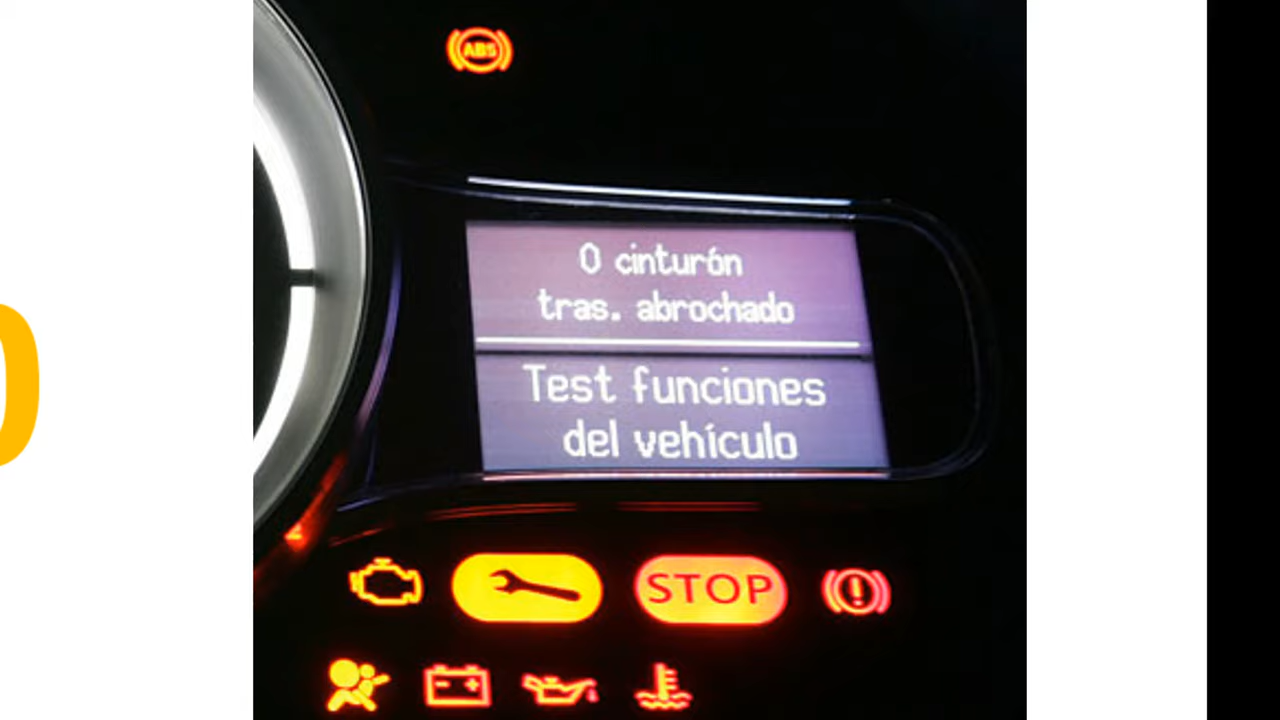 ABS
0 cinturón
tras. abrochado
Test funciones
del vehículo
STOP